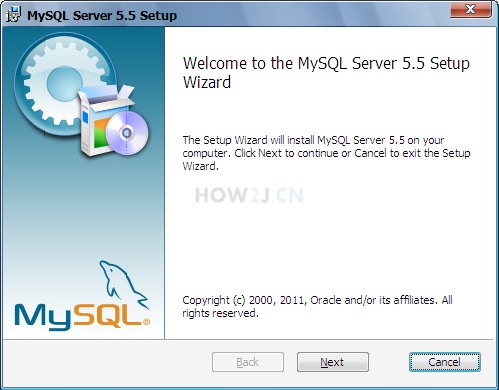 MySQL Server 5.5 Setup
Welcome to the MySQL Server 5.5 Setup
Wizard
The Setup Wizard will install MySQL Server 5.5 on your
computer. Click Next to continue or Cancel to exit the Setup
Wizard.
HOW2J.CN
MySQL®
Copyright (c) 2000, 2011, Oracle and/or its affiliates. All
rights reserved.
Back Next Cancel